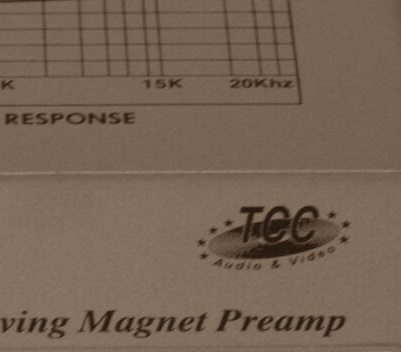 K 15K 20Khz
RESPONSE
TCC
Audio & Video
ving Magnet Preamp